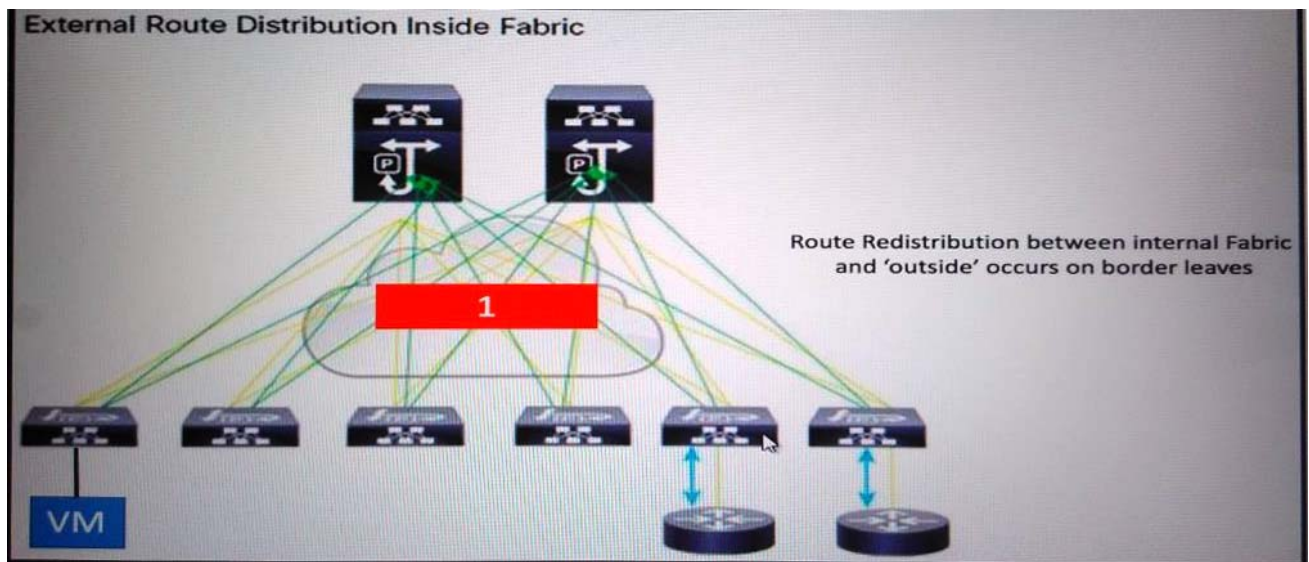 External Route Distribution Inside Fabric
P
P
Route Redistribution between internal Fabric
and 'outside' occurs on border leaves
1
VM